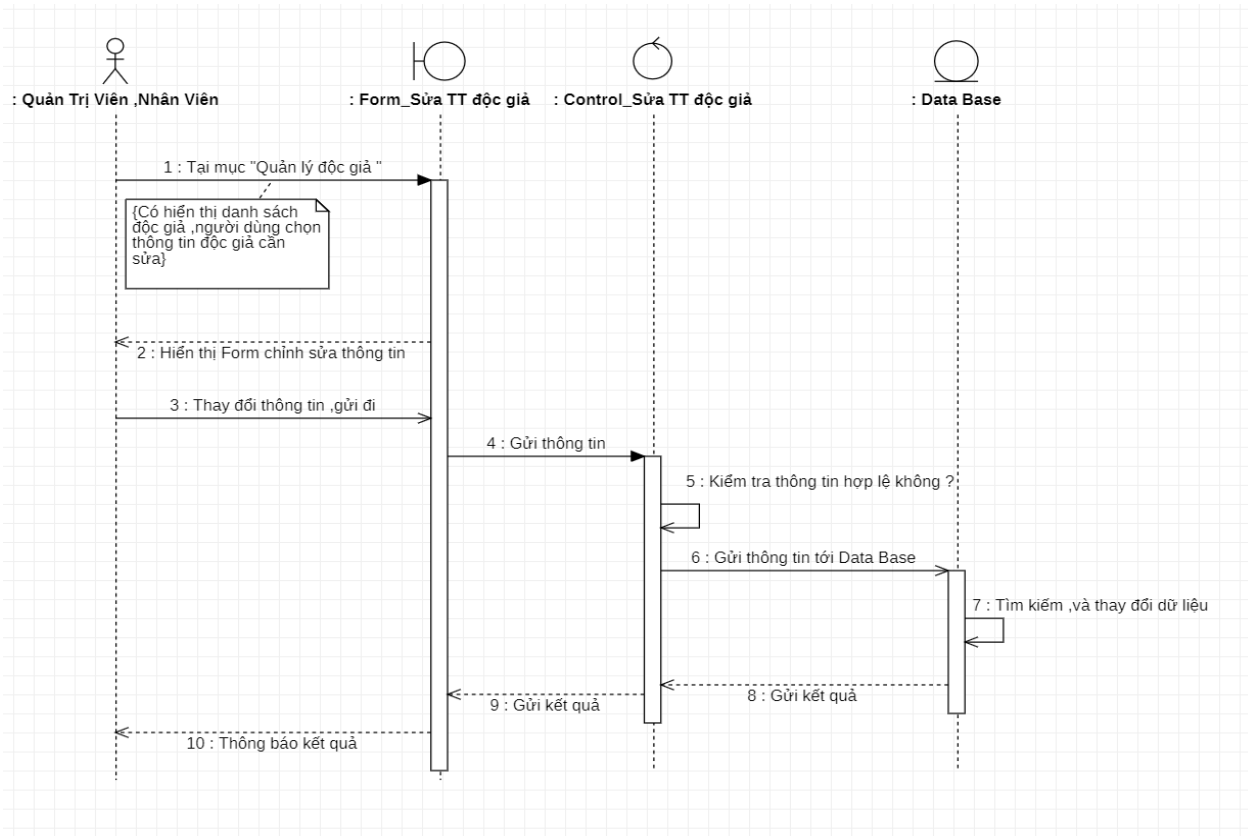 : Quản Trị Viên ,Nhân Viên
: Form_Sửa TT độc giả
: Control_Sửa TT độc giả
: Data Base
1 : Tại mục "Quản lý độc giả "
{Có hiển thị danh sách
độc giả ,người dùng chọn
thông tin độc giả cần
sửa}
2 : Hiển thị Form chỉnh sửa thông tin
3 : Thay đổi thông tin ,gửi đi
4 : Gửi thông tin
5 : Kiểm tra thông tin hợp lệ không ?
6 : Gửi thông tin tới Data Base
7 : Tìm kiếm ,và thay đổi dữ liệu
8 : Gửi kết quả
9 : Gửi kết quả
10 : Thông báo kết quả